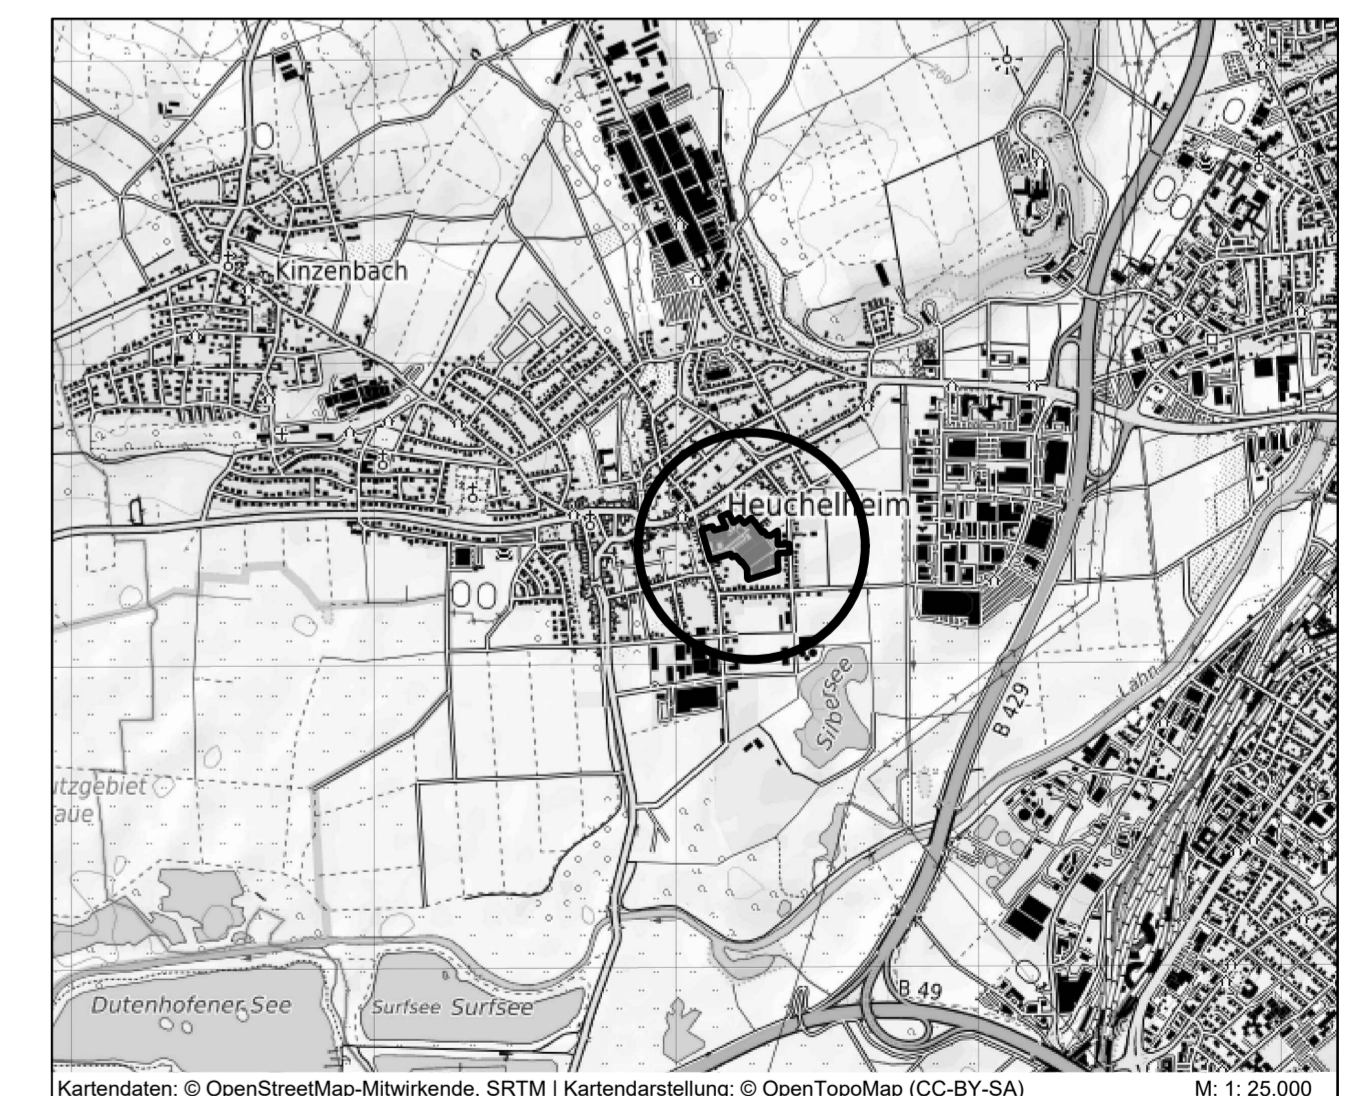 200
Kinzenbach
Heuchelheim
Silbersee
Lahn
B 429
utzgebiet
aue
B 49
Dutenhofener See
Surfsee Surfsee
Kartendaten: © OpenStreetMap-Mitwirkende, SRTM | Kartendarstellung: © OpenTopoMap (CC-BY-SA) M: 1: 25.000